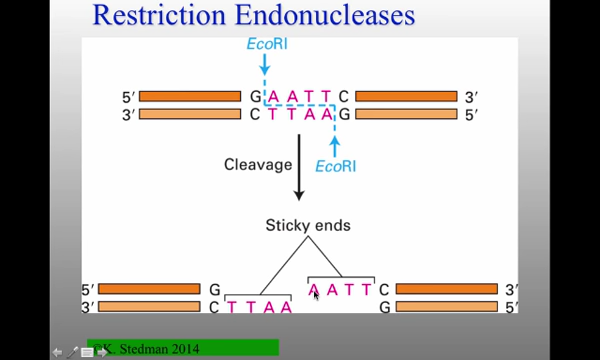 Restriction Endonucleases
EcoRI
5′ G A A T T C 3′
3′ C T T A A G 5′
Cleavage EcoRI
Sticky ends
5′ G A A T T C 3′
3′ C T T A A G 5′
©K. Stedman 2014